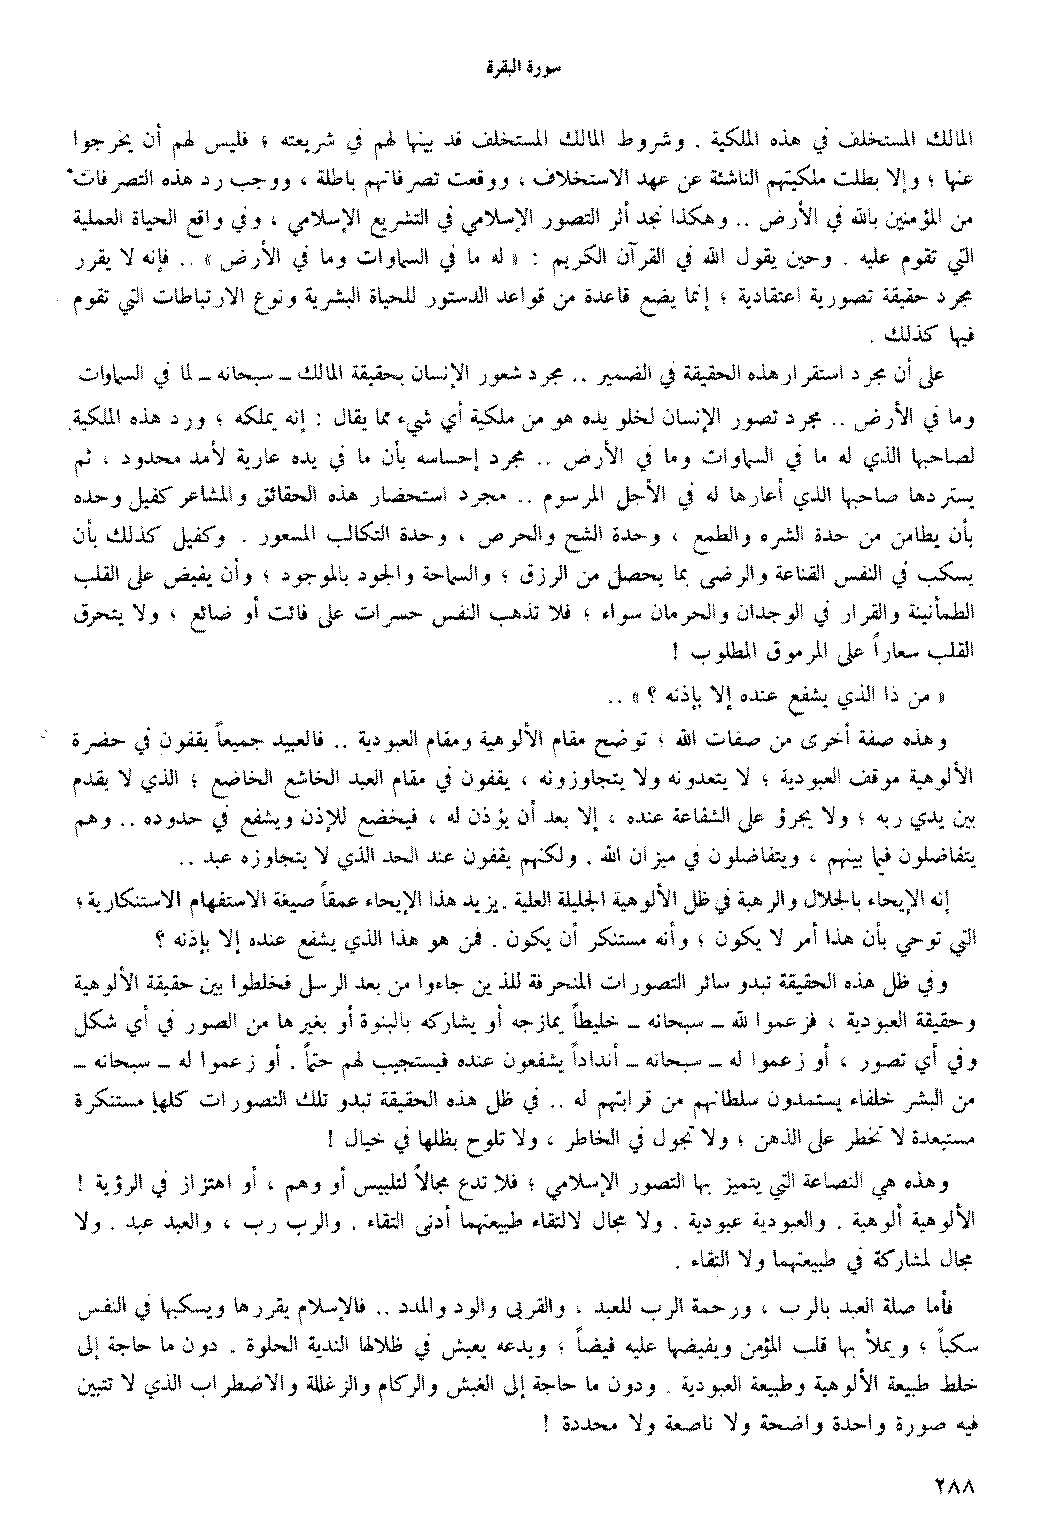 سورة البقرة
المالك المستخلف في هذه الملكية . وشروط المالك المستخلف قد بينها لهم في شريعته ؛ فليس لهم أن يخرجوا
عنها ؛ وإلا بطلت ملكيتهم الناشئة عن عهد الاستخلاف ، ووقعت تصرفاتهم باطلة ، ووجب رد هذه التصرفات
من المؤمنين بالله في الأرض .. وهكذا نجد أثر التصور الإسلامي في التشريع الإسلامي ، وفي واقع الحياة العملية
التي تقوم عليه . وحين يقول الله في القرآن الكريم : « له ما في السماوات وما في الأرض » .. فإنه لا يقرر
مجرد حقيقة تصورية اعتقادية ؛ إنما يضع قاعدة من قواعد الدستور للحياة البشرية ونوع الارتباطات التي تقوم
فيها كذلك .
على أن مجرد استقرار هذه الحقيقة في الضمير .. مجرد شعور الإنسان بحقيقة المالك ــ سبحانه ــ لما في السماوات
وما في الأرض .. مجرد تصور الإنسان لخلو يده هو من ملكية أي شيء مما يقال : إنه يملكه ؛ ورد هذه الملكية
لصاحبها الذي له ما في السماوات وما في الأرض .. مجرد إحساسه بأن ما في يده عارية لأمد محدود ، ثم
يستردها صاحبها الذي أعارها له في الأجل المرسوم .. مجرد استحضار هذه الحقائق والمشاعر كفيل وحده
بأن يطامن من حدة الشره والطمع ، وحدة الشح والحرص ، وحدة التكالب المسعور . وكفيل كذلك بأن
يسكب في النفس القناعة والرضى بما يحصل من الرزق ؛ والسماحة والجود بالموجود ؛ وأن يفيض على القلب
الطمأنينة والقرار في الوجدان والحرمان سواء ؛ فلا تذهب النفس حسرات على فائت أو ضائع ، ولا يتحرق
القلب سعاراً على المرموق المطلوب !
« من ذا الذي يشفع عنده إلا بإذنه ؟ » ..
وهذه صفة أخرى من صفات الله ؛ توضح مقام الألوهية ومقام العبودية .. فالعبيد جميعاً يقفون في حضرة
الألوهية موقف العبودية ؛ لا يتعدونه ولا يتجاوزونه ، يقفون في مقام العبد الخاشع الخاضع ؛ الذي لا يقدم
بين يدي ربه ؛ ولا يجرؤ على الشفاعة عنده ، إلا بعد أن يؤذن له ، فيخضع للإذن ويشفع في حدوده .. وهم
يتفاضلون فيما بينهم ، ويتفاضلون في ميزان الله . ولكنهم يقفون عند الحد الذي لا يتجاوزه عبد ..
إنه الإيحاء بالجلال والرهبة في ظل الألوهية الجليلة العلية . يزيد هذا الإيحاء عمقاً صيغة الاستفهام الاستنكارية ؛
التي توحي بأن هذا أمر لا يكون ؛ وأنه مستنكر أن يكون . فمن هو هذا الذي يشفع عنده إلا بإذنه ؟
وفي ظل هذه الحقيقة تبدو سائر التصورات المنحرفة للذين جاءوا من بعد الرسل فخلطوا بين حقيقة الألوهية
وحقيقة العبودية ، فزعموا لله ــ سبحانه ــ خليطاً يمازجه أو يشاركه بالبنوة أو بغيرها من الصور في أي شكل
وفي أي تصور ، أو زعموا له ــ سبحانه ــ أنداداً يشفعون عنده فيستجيب لهم حتماً . أو زعموا له ــ سبحانه ــ
من البشر خلفاء يستمدون سلطانهم من قرابتهم له .. في ظل هذه الحقيقة تبدو تلك التصورات كلها مستنكرة
مستبعدة لا تخطر على الذهن ؛ ولا تجول في الخاطر ، ولا تلوح بظلها في خيال !
وهذه هي النصاعة التي يتميز بها التصور الإسلامي ؛ فلا تدع مجالاً لتلبيس أو وهم ، أو اهتزاز في الرؤية !
الألوهية ألوهية . والعبودية عبودية . ولا مجال لالتقاء طبيعتهما أدنى التقاء . والرب رب ، والعبد عبد . ولا
مجال لمشاركة في طبيعتهما ولا التقاء .
فأما صلة العبد بالرب ، ورحمة الرب للعبد ، والقربى والود والمدد .. فالإسلام يقررها ويسكبها في النفس
سكباً ؛ ويملأ بها قلب المؤمن ويفيضها عليه فيضاً ؛ ويدعه يعيش في ظلالها الندية الحلوة . دون ما حاجة إلى
خلط طبيعة الألوهية وطبيعة العبودية . ودون ما حاجة إلى الغبش والركام والزغللة والاضطراب الذي لا تتبين
فيه صورة واحدة واضحة ولا ناصعة ولا محددة !
٢٨٨